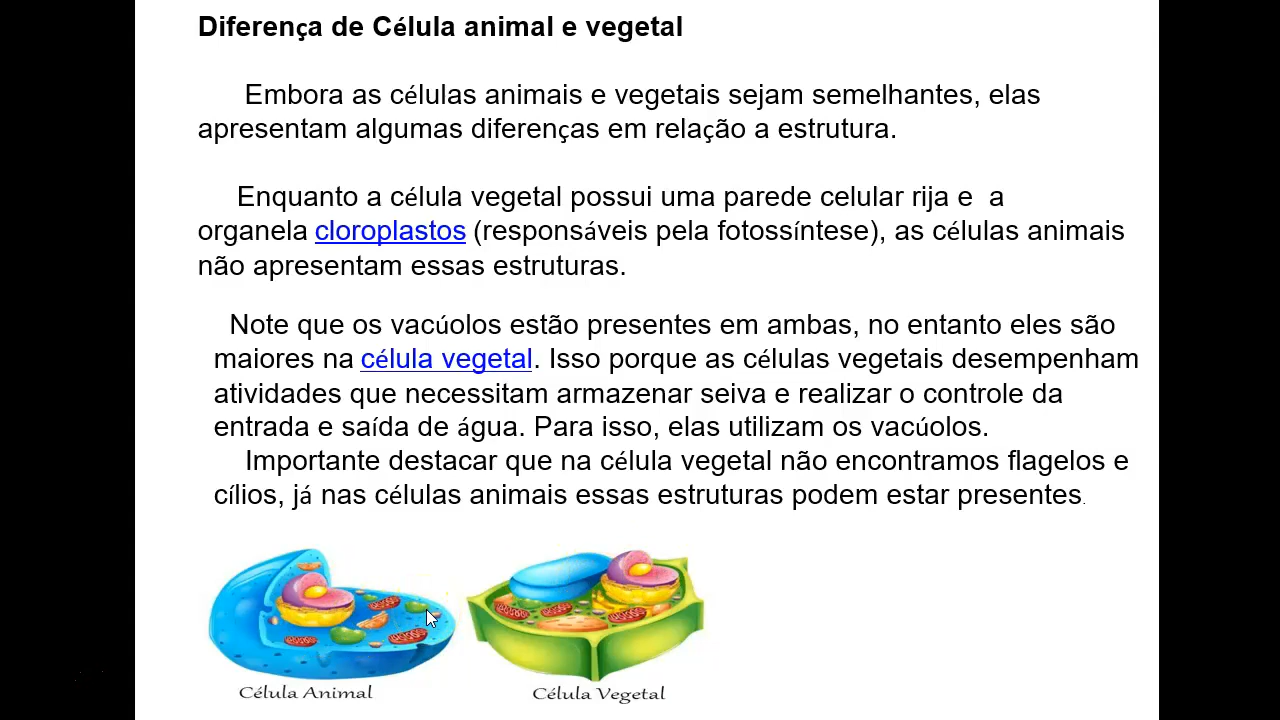 Diferença de Célula animal e vegetal
Embora as células animais e vegetais sejam semelhantes, elas
apresentam algumas diferenças em relação a estrutura.
Enquanto a célula vegetal possui uma parede celular rija e  a
organela cloroplastos (responsáveis pela fotossíntese), as células animais
não apresentam essas estruturas.
Note que os vacúolos estão presentes em ambas, no entanto eles são
maiores na célula vegetal. Isso porque as células vegetais desempenham
atividades que necessitam armazenar seiva e realizar o controle da
entrada e saída de água. Para isso, elas utilizam os vacúolos.
Importante destacar que na célula vegetal não encontramos flagelos e
cílios, já nas células animais essas estruturas podem estar presentes.
Célula Animal
Célula Vegetal